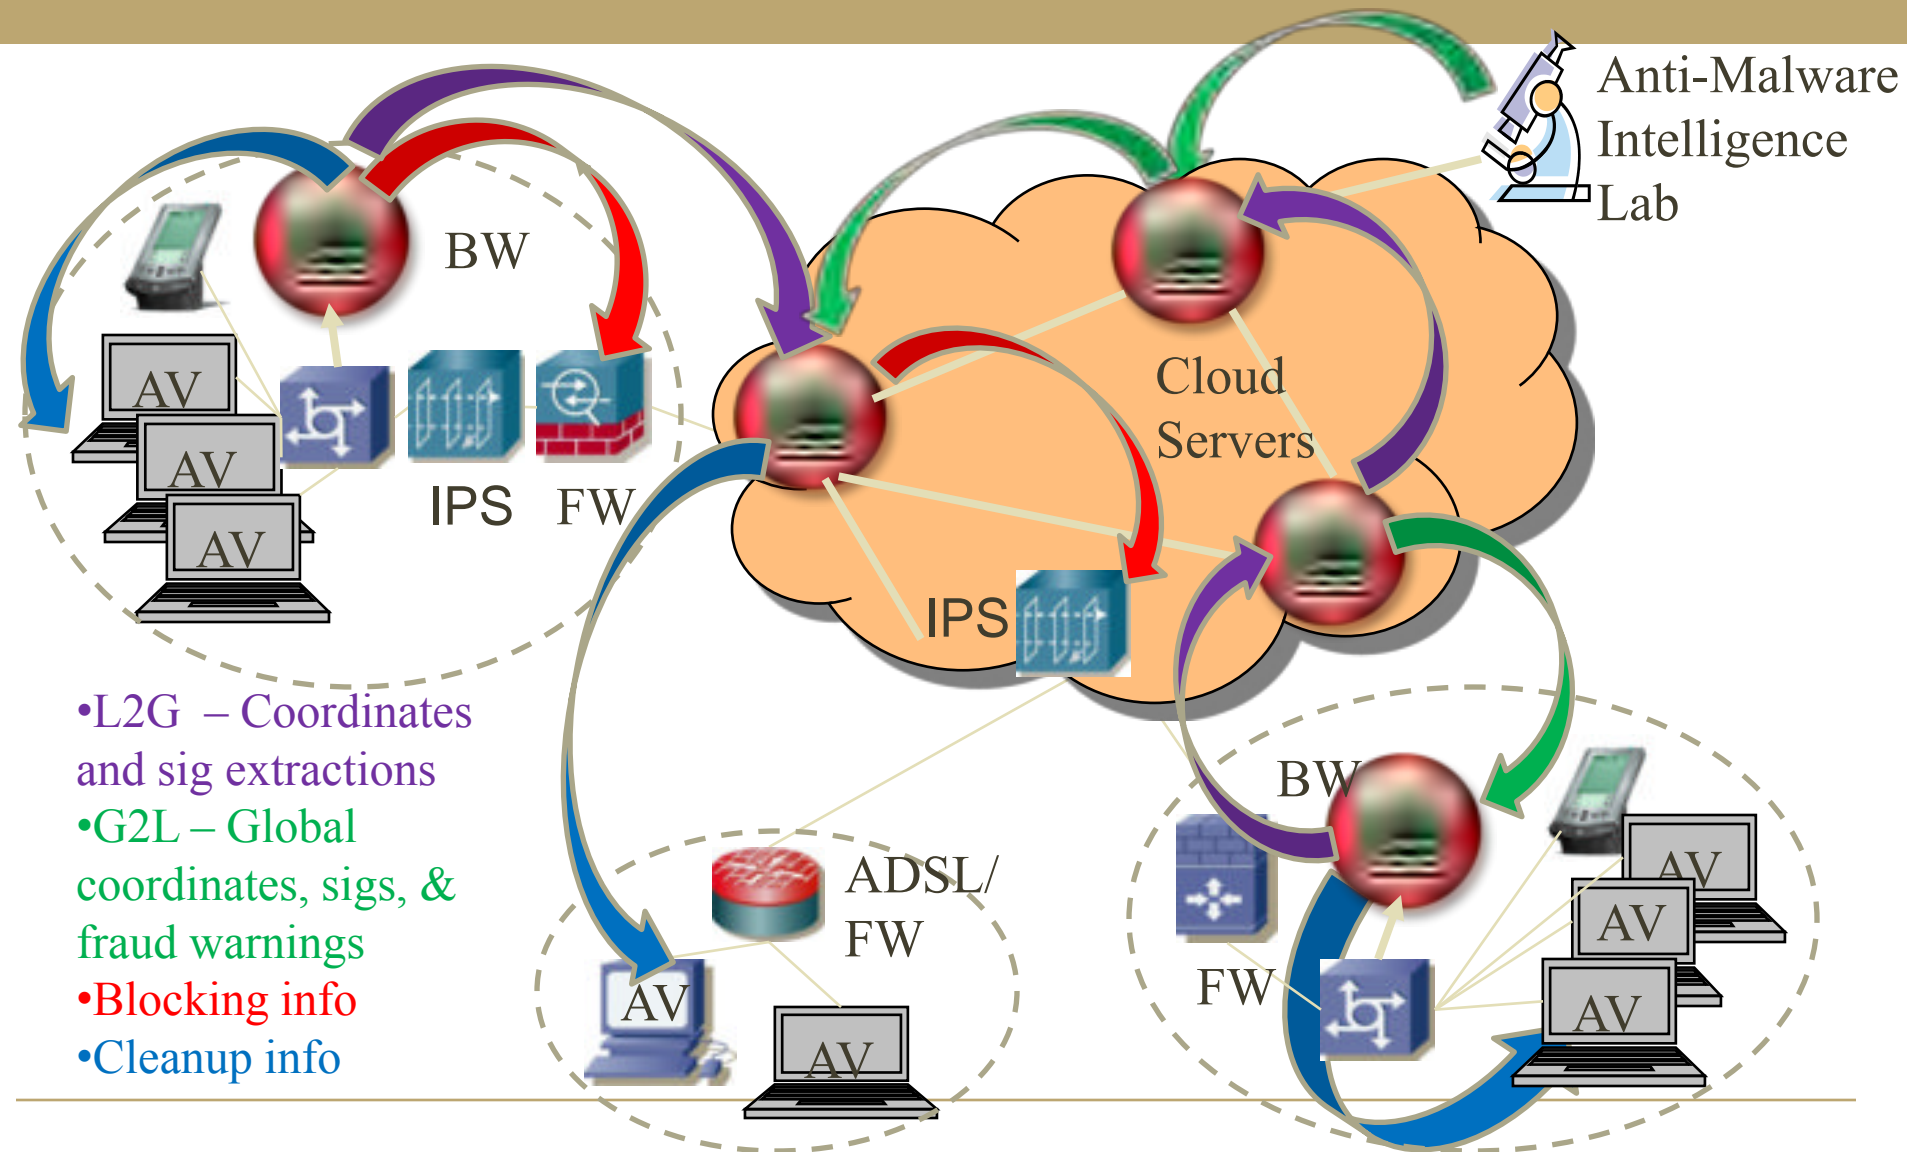 Anti-Malware
Intelligence
Lab
BW
AV
AV
AV
IPS
FW
Cloud
Servers
IPS
•L2G – Coordinates
and sig extractions
•G2L – Global
coordinates, sigs, &
fraud warnings
•Blocking info
•Cleanup info
ADSL/
FW
AV
AV
BW
FW
AV
AV
AV